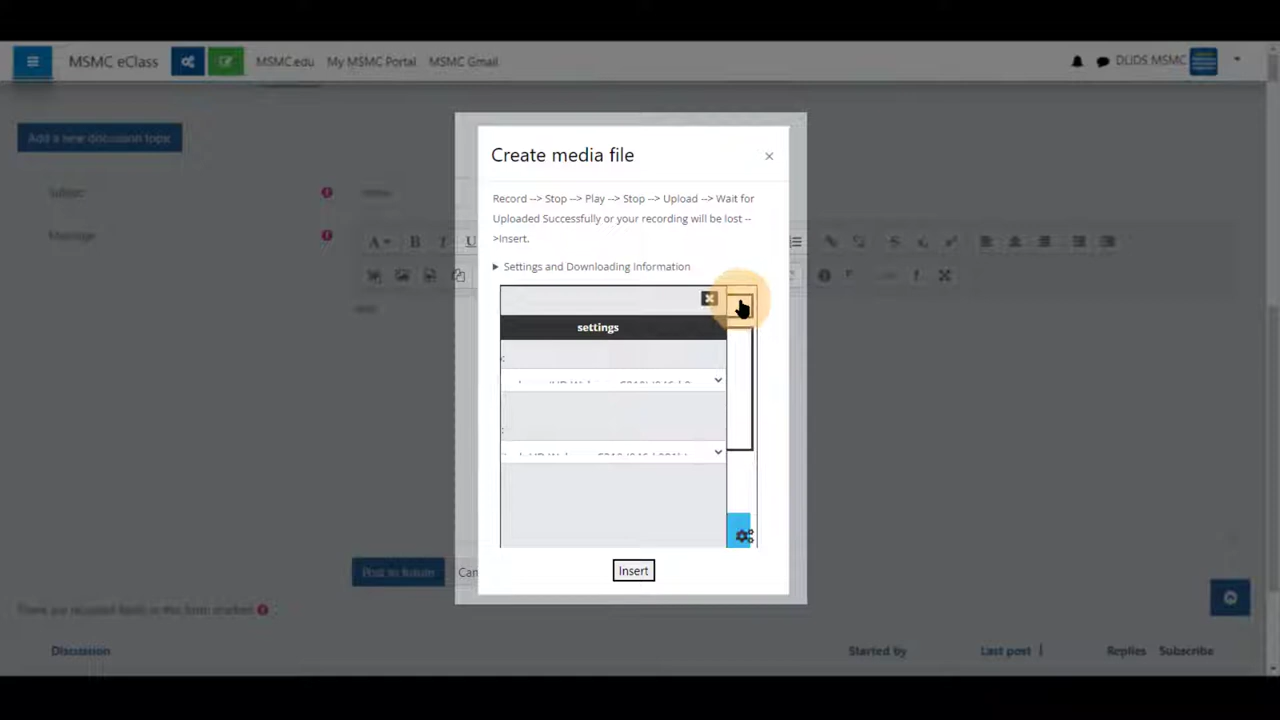 MSMC eClass MSMC.edu My MSMC Portal MSMC Gmail DLIDS MSMC
Add a new discussion topic
Create media file
Subject
Record --> Stop --> Play --> Stop --> Upload --> Wait for
Uploaded Successfully or your recording will be lost --
>Insert.
Message
A B I U
Settings and Downloading Information
settings
Insert
Post to forum Can
There are required fields in this form marked
Discussion Started by Last post Replies Subscribe